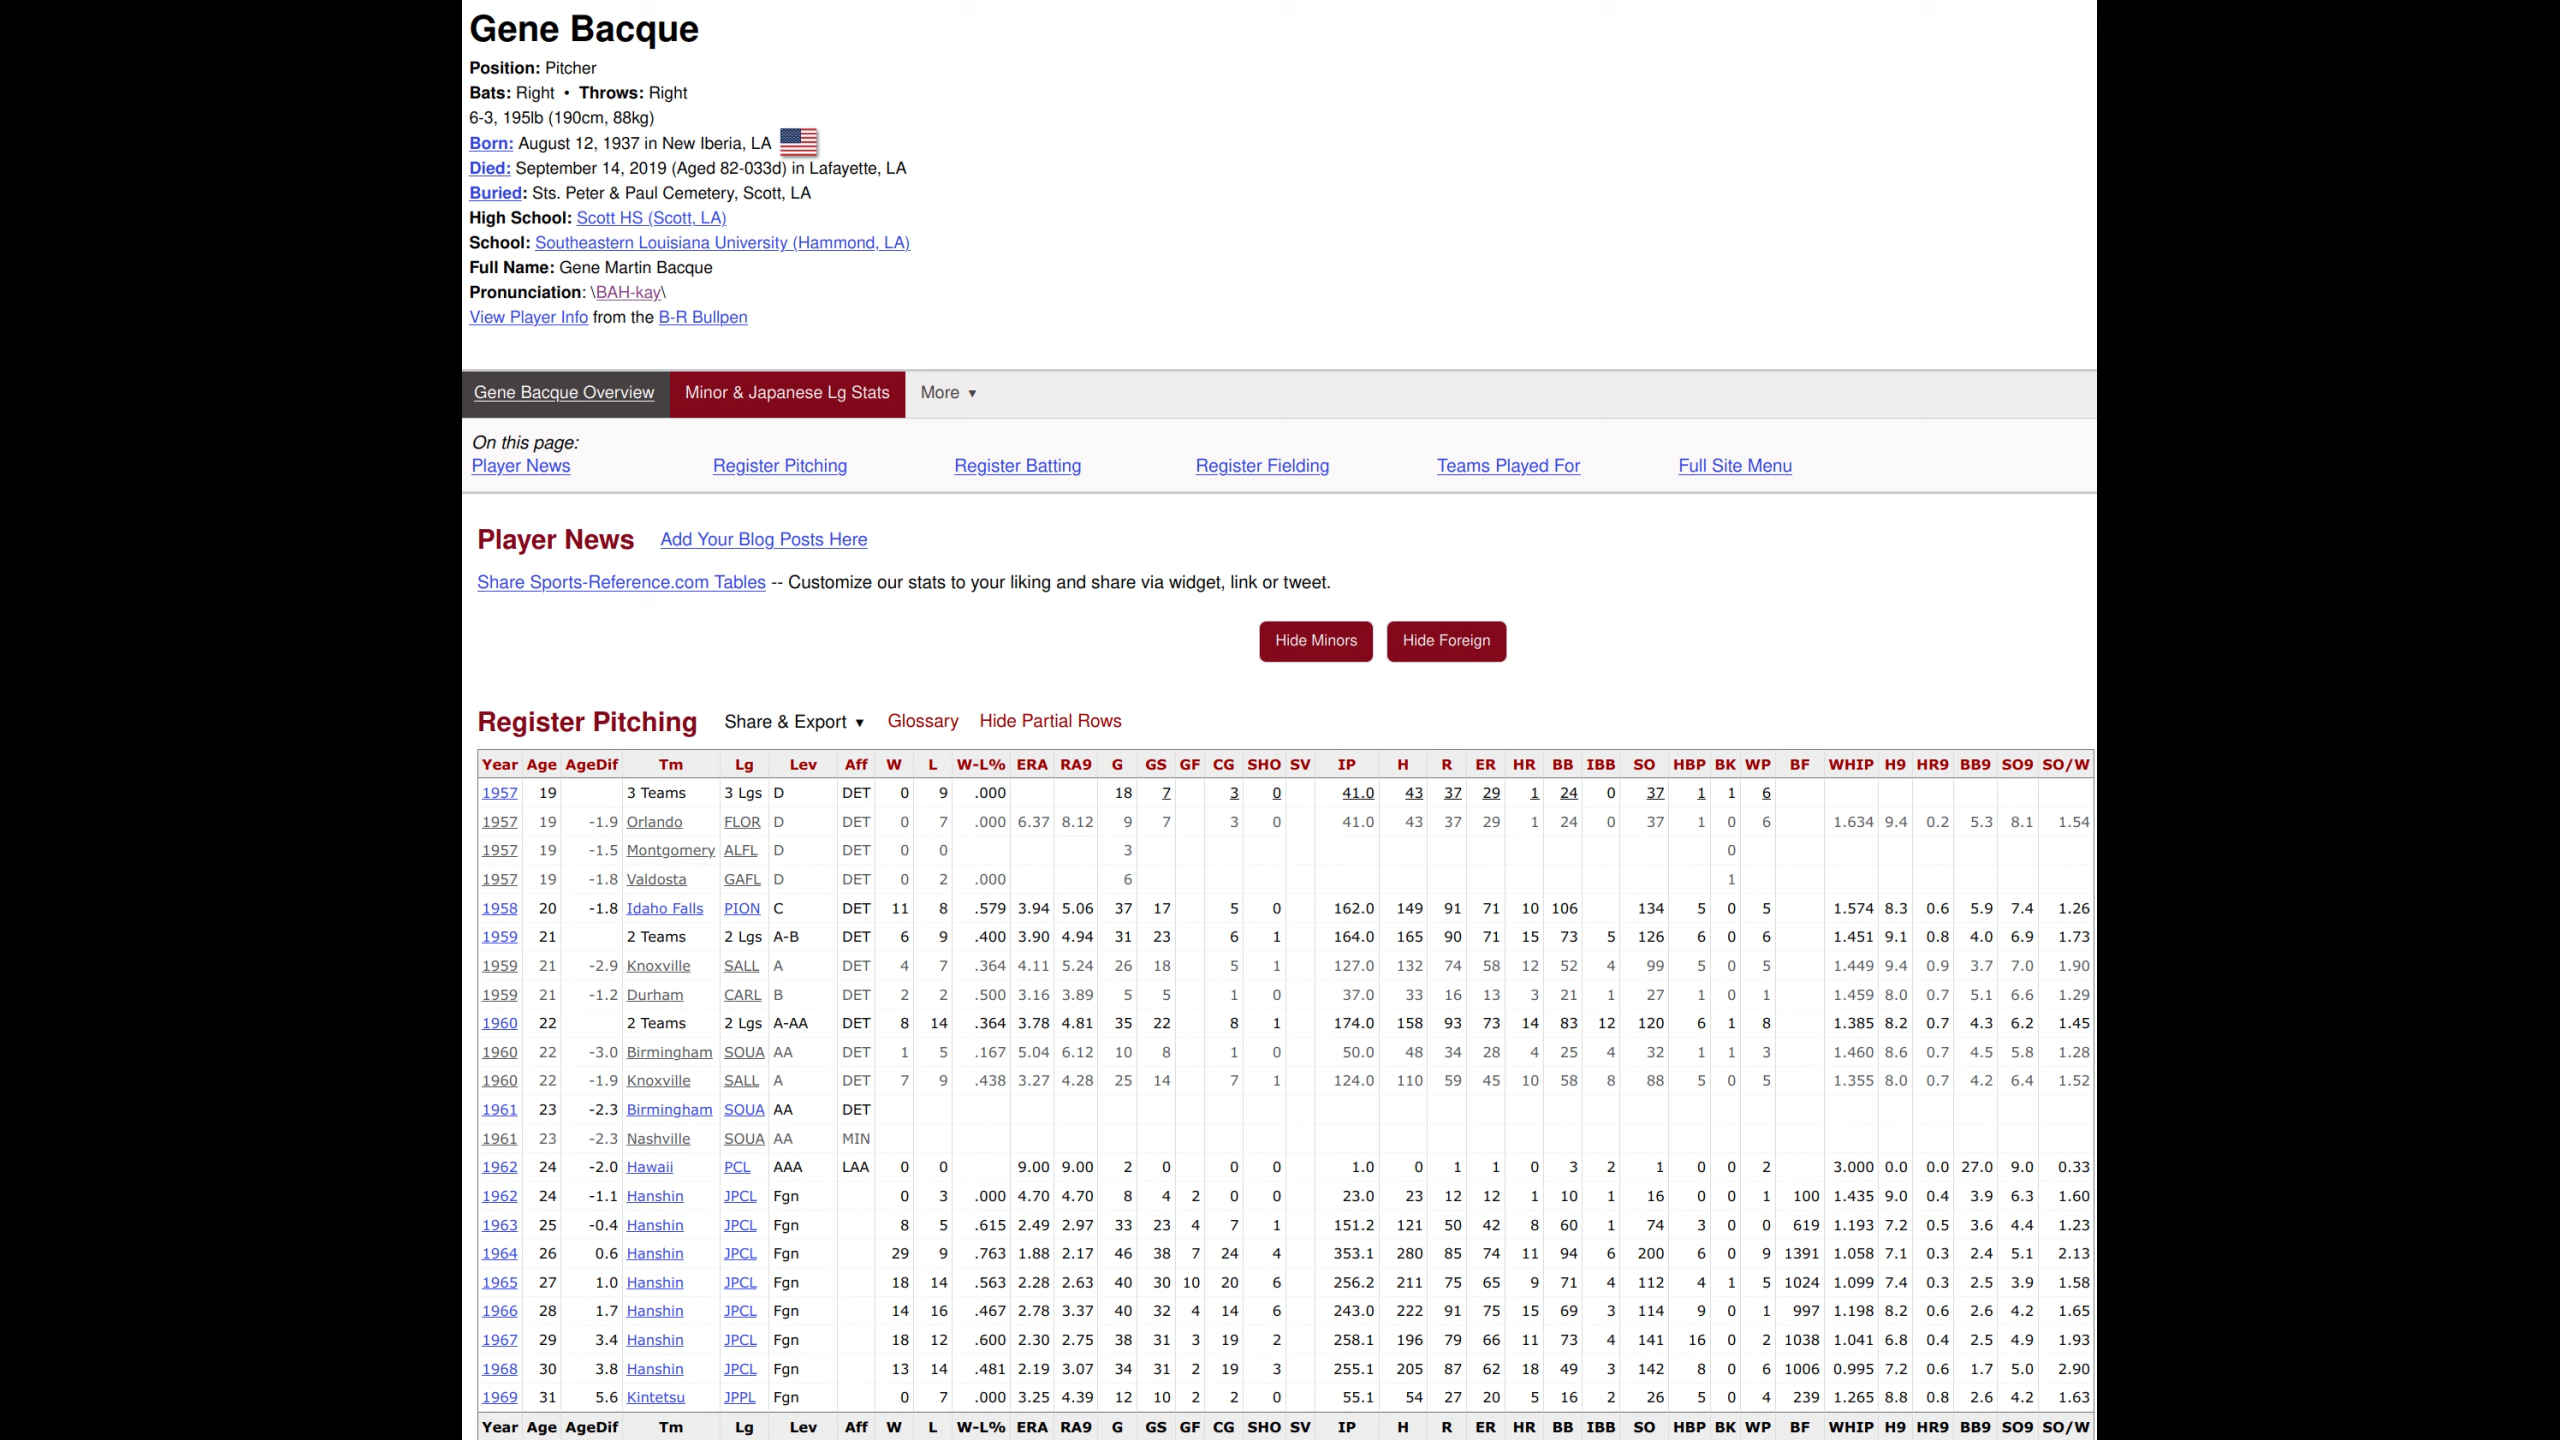 Gene Bacque
Position: Pitcher
Bats: Right • Throws: Right
6-3, 195lb (190cm, 88kg)
Born: August 12, 1937 in New Iberia, LA
Died: September 14, 2019 (Aged 82-033d) in Lafayette, LA
Buried: Sts. Peter & Paul Cemetery, Scott, LA
High School: Scott HS (Scott, LA)
School: Southeastern Louisiana University (Hammond, LA)
Full Name: Gene Martin Bacque
Pronunciation: \BAH-kay\
View Player Info from the B-R Bullpen
Gene Bacque Overview Minor & Japanese Lg Stats More ▼
On this page:
Player News Register Pitching Register Batting Register Fielding Teams Played For Full Site Menu
Player News Add Your Blog Posts Here
Share Sports-Reference.com Tables -- Customize our stats to your liking and share via widget, link or tweet.
Hide Minors Hide Foreign
Register Pitching Share & Export ▼ Glossary Hide Partial Rows
Year Age AgeDif Tm Lg Lev Aff W L W-L% ERA RA9 G GS GF CG SHO SV IP H R ER HR BB IBB SO HBP BK WP BF WHIP H9 HR9 BB9 SO9 SO/W
1957 19 3 Teams 3 Lgs D DET 0 9 .000 18 7 3 0 41.0 43 37 29 1 24 0 37 1 1 6
1957 19 -1.9 Orlando FLOR D DET 0 7 .000 6.37 8.12 9 7 3 0 41.0 43 37 29 1 24 0 37 1 0 6 1.634 9.4 0.2 5.3 8.1 1.54
1957 19 -1.5 Montgomery ALFL D DET 0 0 3 0
1957 19 -1.8 Valdosta GAFL D DET 0 2 .000 6 1
1958 20 -1.8 Idaho Falls PION C DET 11 8 .579 3.94 5.06 37 17 5 0 162.0 149 91 71 10 106 134 5 0 5 1.574 8.3 0.6 5.9 7.4 1.26
1959 21 2 Teams 2 Lgs A-B DET 6 9 .400 3.90 4.94 31 23 6 1 164.0 165 90 71 15 73 5 126 6 0 6 1.451 9.1 0.8 4.0 6.9 1.73
1959 21 -2.9 Knoxville SALL A DET 4 7 .364 4.11 5.24 26 18 5 1 127.0 132 74 58 12 52 4 99 5 0 5 1.449 9.4 0.9 3.7 7.0 1.90
1959 21 -1.2 Durham CARL B DET 2 2 .500 3.16 3.89 5 5 1 0 37.0 33 16 13 3 21 1 27 1 0 1 1.459 8.0 0.7 5.1 6.6 1.29
1960 22 2 Teams 2 Lgs A-AA DET 8 14 .364 3.78 4.81 35 22 8 1 174.0 158 93 73 14 83 12 120 6 1 8 1.385 8.2 0.7 4.3 6.2 1.45
1960 22 -3.0 Birmingham SOUA AA DET 1 5 .167 5.04 6.12 10 8 1 0 50.0 48 34 28 4 25 4 32 1 1 3 1.460 8.6 0.7 4.5 5.8 1.28
1960 22 -1.9 Knoxville SALL A DET 7 9 .438 3.27 4.28 25 14 7 1 124.0 110 59 45 10 58 8 88 5 0 5 1.355 8.0 0.7 4.2 6.4 1.52
1961 23 -2.3 Birmingham SOUA AA DET
1961 23 -2.3 Nashville SOUA AA MIN
1962 24 -2.0 Hawaii PCL AAA LAA 0 0 9.00 9.00 2 0 0 0 1.0 0 1 1 0 3 2 1 0 0 2 3.000 0.0 0.0 27.0 9.0 0.33
1962 24 -1.1 Hanshin JPCL Fgn 0 3 .000 4.70 4.70 8 4 2 0 0 23.0 23 12 12 1 10 1 16 0 0 1 100 1.435 9.0 0.4 3.9 6.3 1.60
1963 25 -0.4 Hanshin JPCL Fgn 8 5 .615 2.49 2.97 33 23 4 7 1 151.2 121 50 42 8 60 1 74 3 0 0 619 1.193 7.2 0.5 3.6 4.4 1.23
1964 26 0.6 Hanshin JPCL Fgn 29 9 .763 1.88 2.17 46 38 7 24 4 353.1 280 85 74 11 94 6 200 6 0 9 1391 1.058 7.1 0.3 2.4 5.1 2.13
1965 27 1.0 Hanshin JPCL Fgn 18 14 .563 2.28 2.63 40 30 10 20 6 256.2 211 75 65 9 71 4 112 4 1 5 1024 1.099 7.4 0.3 2.5 3.9 1.58
1966 28 1.7 Hanshin JPCL Fgn 14 16 .467 2.78 3.37 40 32 4 14 6 243.0 222 91 75 15 69 3 114 9 0 1 997 1.198 8.2 0.6 2.6 4.2 1.65
1967 29 3.4 Hanshin JPCL Fgn 18 12 .600 2.30 2.75 38 31 3 19 2 258.1 196 79 66 11 73 4 141 16 0 2 1038 1.041 6.8 0.4 2.5 4.9 1.93
1968 30 3.8 Hanshin JPCL Fgn 13 14 .481 2.19 3.07 34 31 2 19 3 255.1 205 87 62 18 49 3 142 8 0 6 1006 0.995 7.2 0.6 1.7 5.0 2.90
1969 31 5.6 Kintetsu JPPL Fgn 0 7 .000 3.25 4.39 12 10 2 2 0 55.1 54 27 20 5 16 2 26 5 0 4 239 1.265 8.8 0.8 2.6 4.2 1.63
Year Age AgeDif Tm Lg Lev Aff W L W-L% ERA RA9 G GS GF CG SHO SV IP H R ER HR BB IBB SO HBP BK WP BF WHIP H9 HR9 BB9 SO9 SO/W